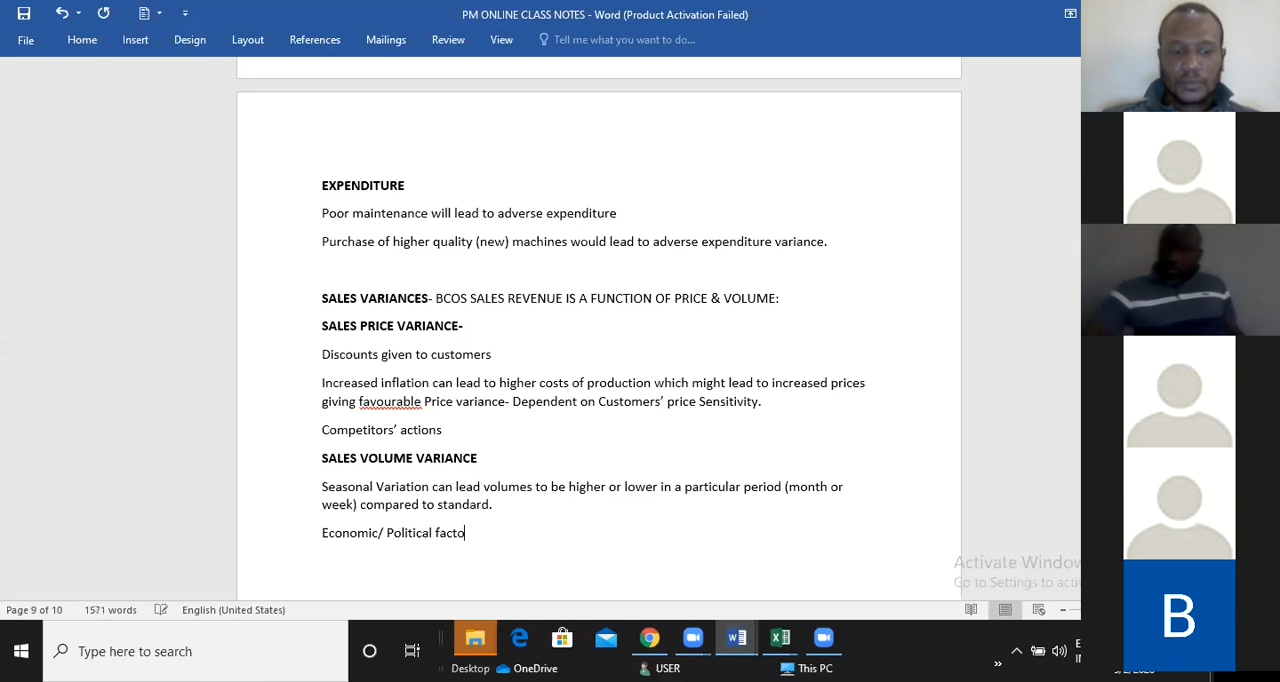 PM ONLINE CLASS NOTES - Word (Product Activation Failed)
File Home Insert Design Layout References Mailings Review View Tell me what you want to do...
EXPENDITURE
Poor maintenance will lead to adverse expenditure
Purchase of higher quality (new) machines would lead to adverse expenditure variance.
SALES VARIANCES- BCOS SALES REVENUE IS A FUNCTION OF PRICE & VOLUME:
SALES PRICE VARIANCE-
Discounts given to customers
Increased inflation can lead to higher costs of production which might lead to increased prices
giving favourable Price variance- Dependent on Customers’ price Sensitivity.
Competitors’ actions
SALES VOLUME VARIANCE
Seasonal Variation can lead volumes to be higher or lower in a particular period (month or
week) compared to standard.
Economic/ Political facto
Activate Window
Go to Settings to acti
B
Page 9 of 10 1571 words English (United States)
Type here to search
Desktop OneDrive USER This PC